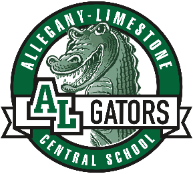 ALLEGANY-LIMESTONE
AL GATORS
CENTRAL SCHOOL